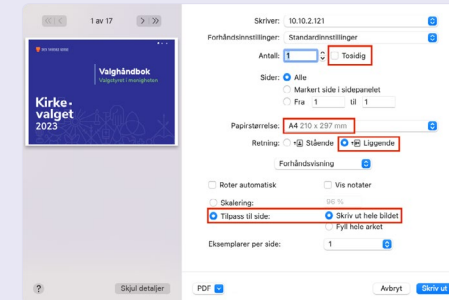 1 av 17
Valghåndbok
Valgstyret i menigheten
Kirke•
valget
2023
?
Skjul detaljer
Skriver: 10.10.2.121
Forhåndsinnstillinger: Standardinnstillinger
Antall: 1 Tosidig
Sider: Alle
Markert side i sidepanelet
Fra 1 til 1
Papirstørrelse: A4 210 x 297 mm
Retning: Stående Liggende
Forhåndsvisning
Roter automatisk Vis notater
Skalering: 96 %
Tilpass til side: Skriv ut hele bildet
Fyll hele arket
Eksemplarer per side: 1
PDF Avbryt Skriv ut